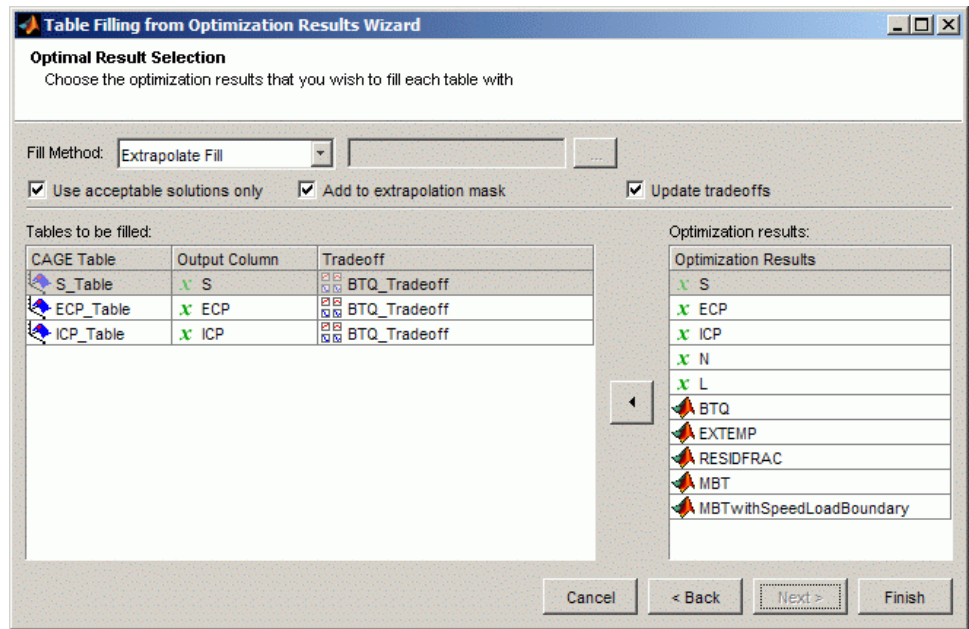 Table Filling from Optimization Results Wizard
Optimal Result Selection
Choose the optimization results that you wish to fill each table with
Fill Method: Extrapolate Fill ...
Use acceptable solutions only Add to extrapolation mask Update tradeoffs
Tables to be filled: Optimization results:
CAGE Table Output Column Tradeoff Optimization Results
S_Table x S BTQ_Tradeoff x S
ECP_Table x ECP BTQ_Tradeoff x ECP
ICP_Table x ICP BTQ_Tradeoff x ICP
x N
x L
BTQ
EXTEMP
RESIDFRAC
MBT
MBTwithSpeedLoadBoundary
Cancel < Back Next > Finish